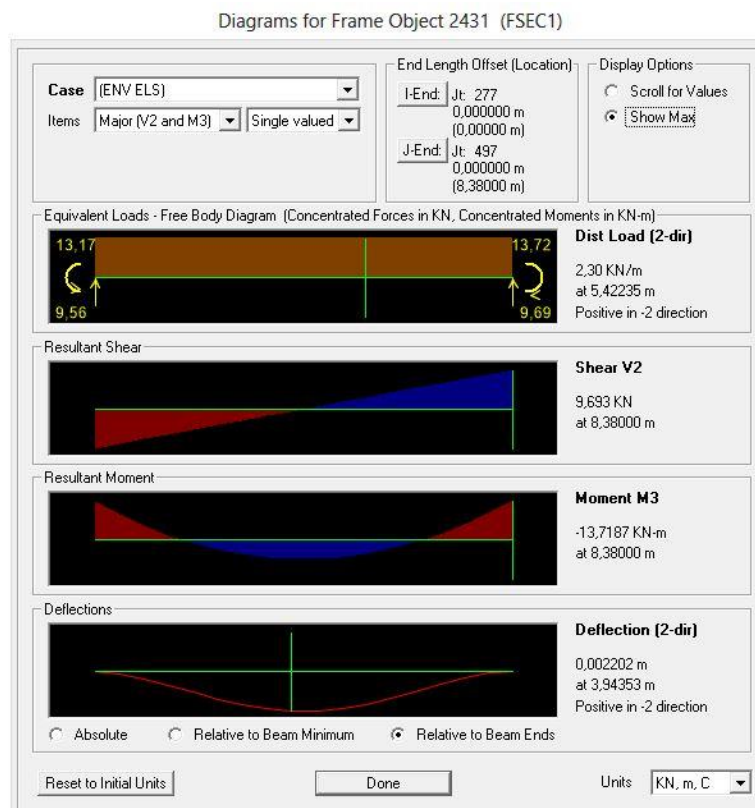 Diagrams for Frame Object 2431 (FSEC1)
Case (ENV ELS)
Items Major (V2 and M3) Single valued
End Length Offset (Location)
I-End: Jt: 277
0,000000 m
(0,00000 m)
J-End: Jt: 497
0,000000 m
(8,38000 m)
Display Options
Scroll for Values
Show Max
Equivalent Loads - Free Body Diagram (Concentrated Forces in KN, Concentrated Moments in KN-m)
13,17 13,72
9,56 9,69
Dist Load (2-dir)
2,30 KN/m
at 5,42235 m
Positive in -2 direction
Resultant Shear
Shear V2
9,693 KN
at 8,38000 m
Resultant Moment
Moment M3
-13,7187 KN-m
at 8,38000 m
Deflections
Deflection (2-dir)
0,002202 m
at 3,94353 m
Positive in -2 direction
Absolute Relative to Beam Minimum Relative to Beam Ends
Reset to Initial Units Done Units KN, m, C